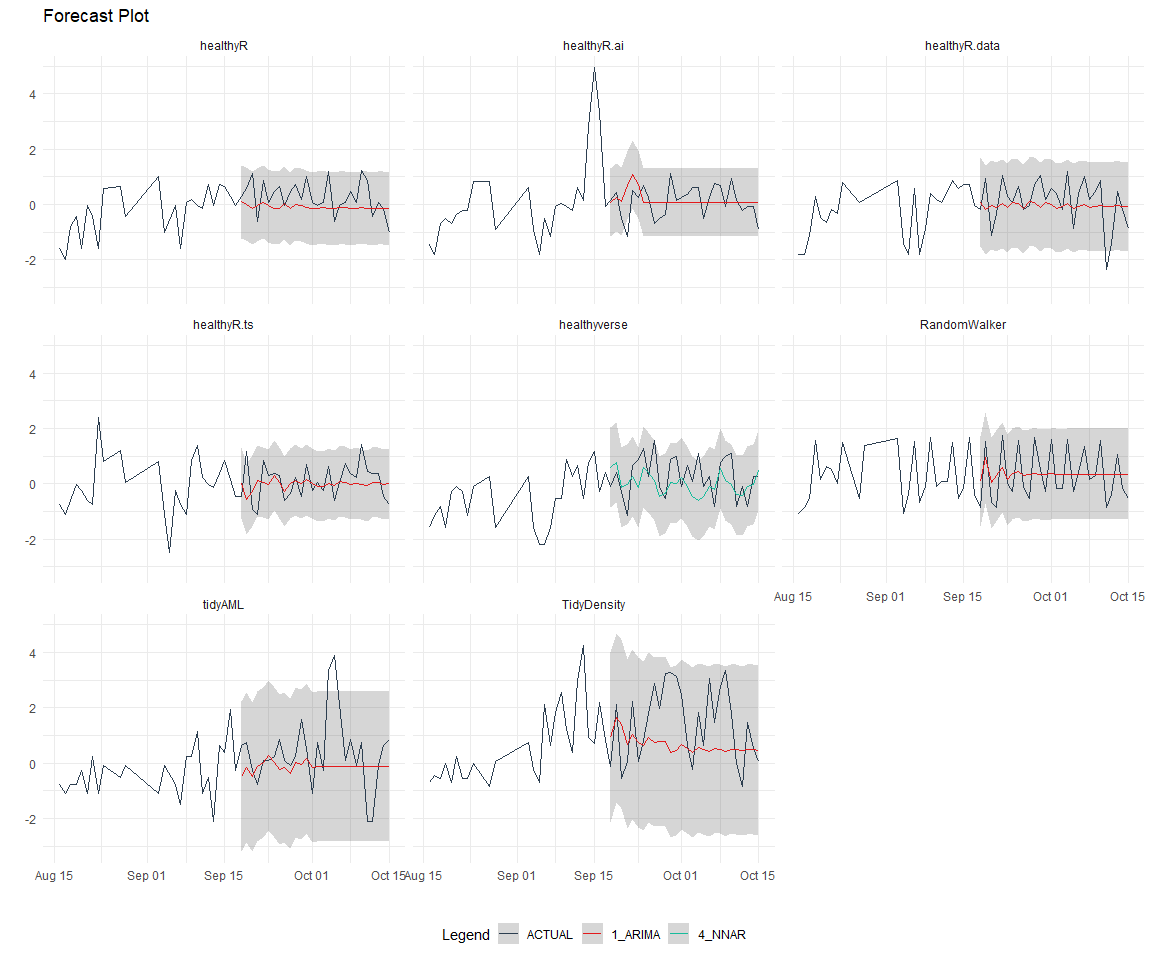 Forecast Plot
healthyR healthyR.ai healthyR.data
4
2
0
-2
healthyR.ts healthyverse RandomWalker
4
2
0
-2
Aug 15 Sep 01 Sep 15 Oct 01 Oct 15
tidyAML TidyDensity
4
2
0
-2
Aug 15 Sep 01 Sep 15 Oct 01 Oct 15 Aug 15 Sep 01 Sep 15 Oct 01 Oct 15
Legend ACTUAL 1_ARIMA 4_NNAR